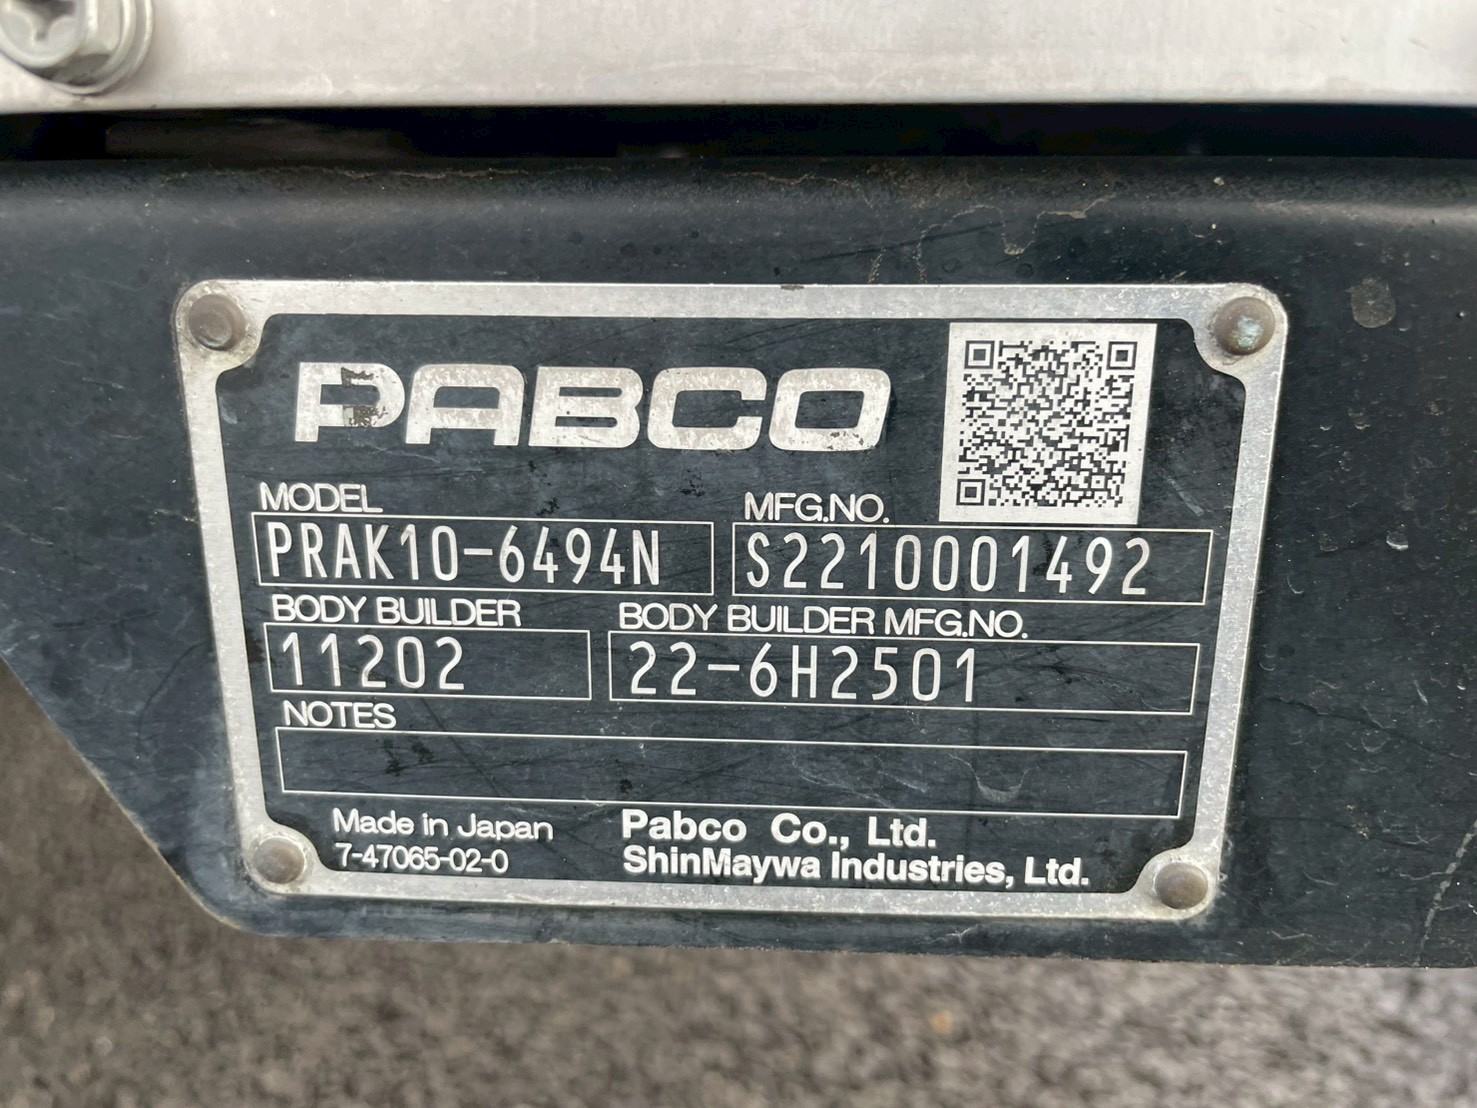 PABCO
MODEL MFG.NO.
PRAK10-6494N S2210001492
BODY BUILDER BODY BUILDER MFG.NO.
11202 22-6H2501
NOTES
Made in Japan Pabco Co., Ltd.
7-47065-02-0 ShinMaywa Industries, Ltd.